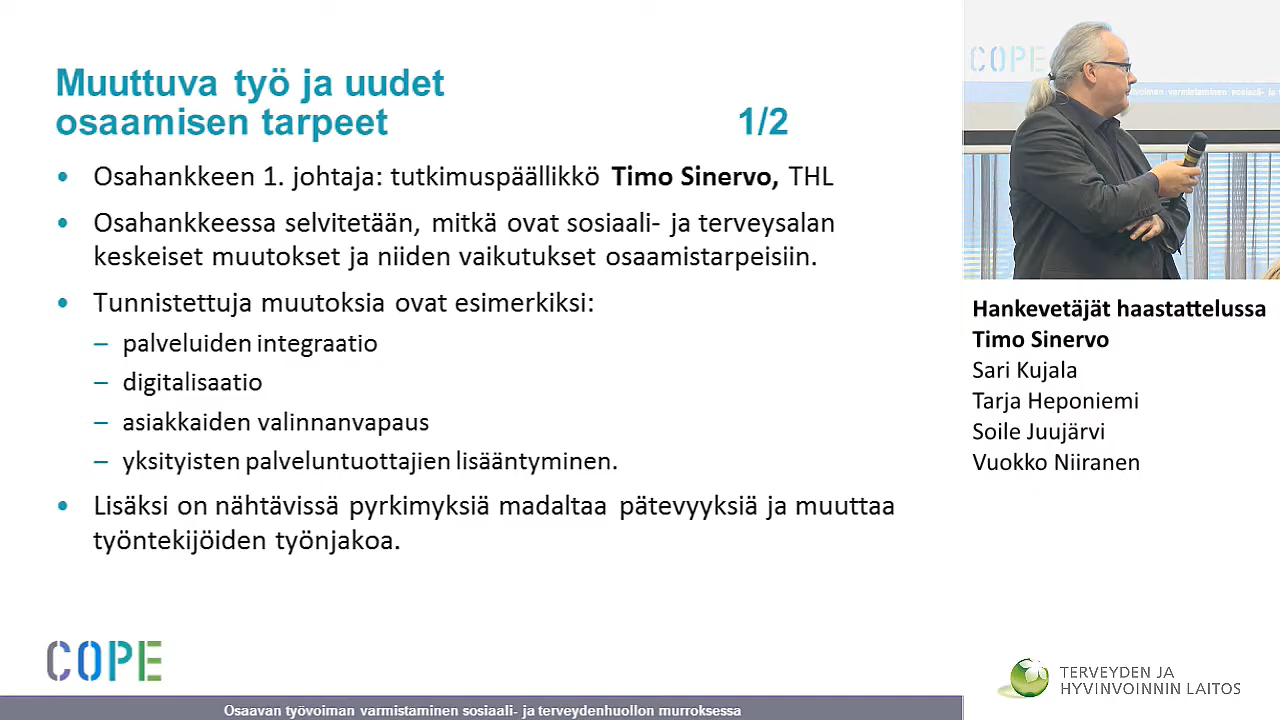 Muuttuva työ ja uudet
osaamisen tarpeet 1/2
• Osahankkeen 1. johtaja: tutkimuspäällikkö Timo Sinervo, THL
• Osahankkeessa selvitetään, mitkä ovat sosiaali- ja terveysalan
keskeiset muutokset ja niiden vaikutukset osaamistarpeisiin.
• Tunnistettuja muutoksia ovat esimerkiksi:
– palveluiden integraatio
– digitalisaatio
– asiakkaiden valinnanvapaus
– yksityisten palveluntuottajien lisääntyminen.
• Lisäksi on nähtävissä pyrkimyksiä madaltaa pätevyyksiä ja muuttaa
työntekijöiden työnjakoa.
COPE
Osaavan työvoiman varmistaminen sosiaali- ja terveydenhuollon murroksessa
COPE
varmistaminen sosiaali- ja
Hankevetäjät haastattelussa
Timo Sinervo
Sari Kujala
Tarja Heponiemi
Soile Juujärvi
Vuokko Niiranen
TERVEYDEN JA
HYVINVOINNIN LAITOS